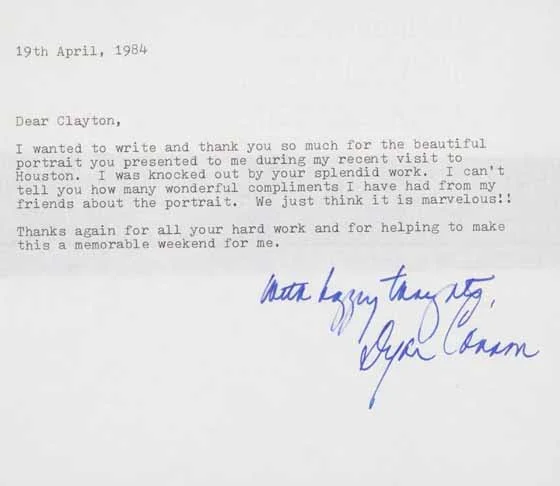 19th April, 1984
Dear Clayton,
I wanted to write and thank you so much for the beautiful
portrait you presented to me during my recent visit to
Houston.  I was knocked out by your splendid work.  I can't
tell you how many wonderful compliments I have had from my
friends about the portrait.  We just think it is marvelous!!
Thanks again for all your hard work and for helping to make
this a memorable weekend for me.
With happy thoughts,
Dyan Cannon